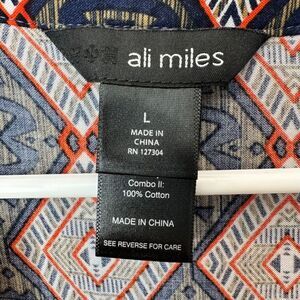 ali miles
L
MADE IN
CHINA
RN 127304
Combo II:
100% Cotton
MADE IN CHINA
SEE REVERSE FOR CARE